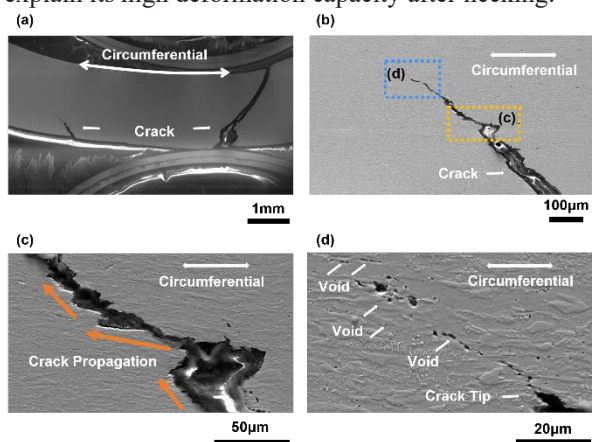 explain its high deformation capacity after necking.
(a)
Circumferential
Crack
1mm
(b)
Circumferential
(d)
(c)
Crack
100μm
(c)
Circumferential
Crack Propagation
50μm
(d)
Circumferential
Void
Void
Void
Crack Tip
20μm